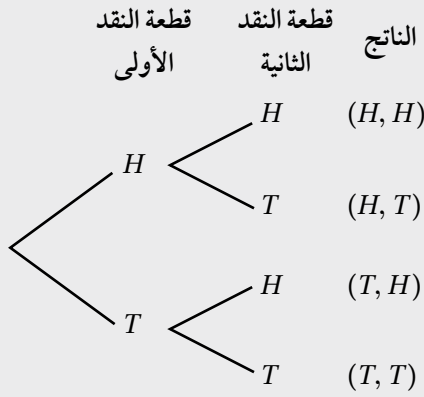 قطعة النقد الأولى
قطعة النقد الثانية
الناتج
H (H, H)
H
T (H, T)
H (T, H)
T
T (T, T)